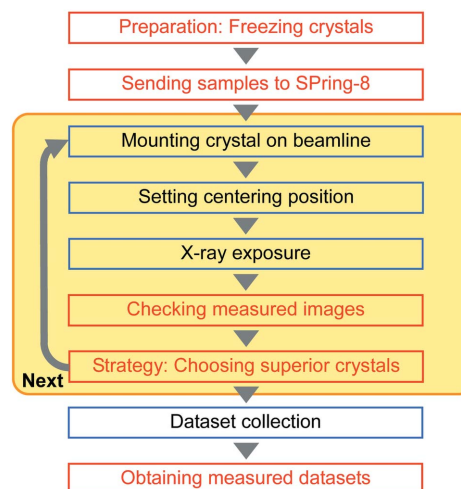 Preparation: Freezing crystals
Sending samples to SPring-8
Mounting crystal on beamline
Setting centering position
X-ray exposure
Checking measured images
Strategy: Choosing superior crystals
Next
Dataset collection
Obtaining measured datasets